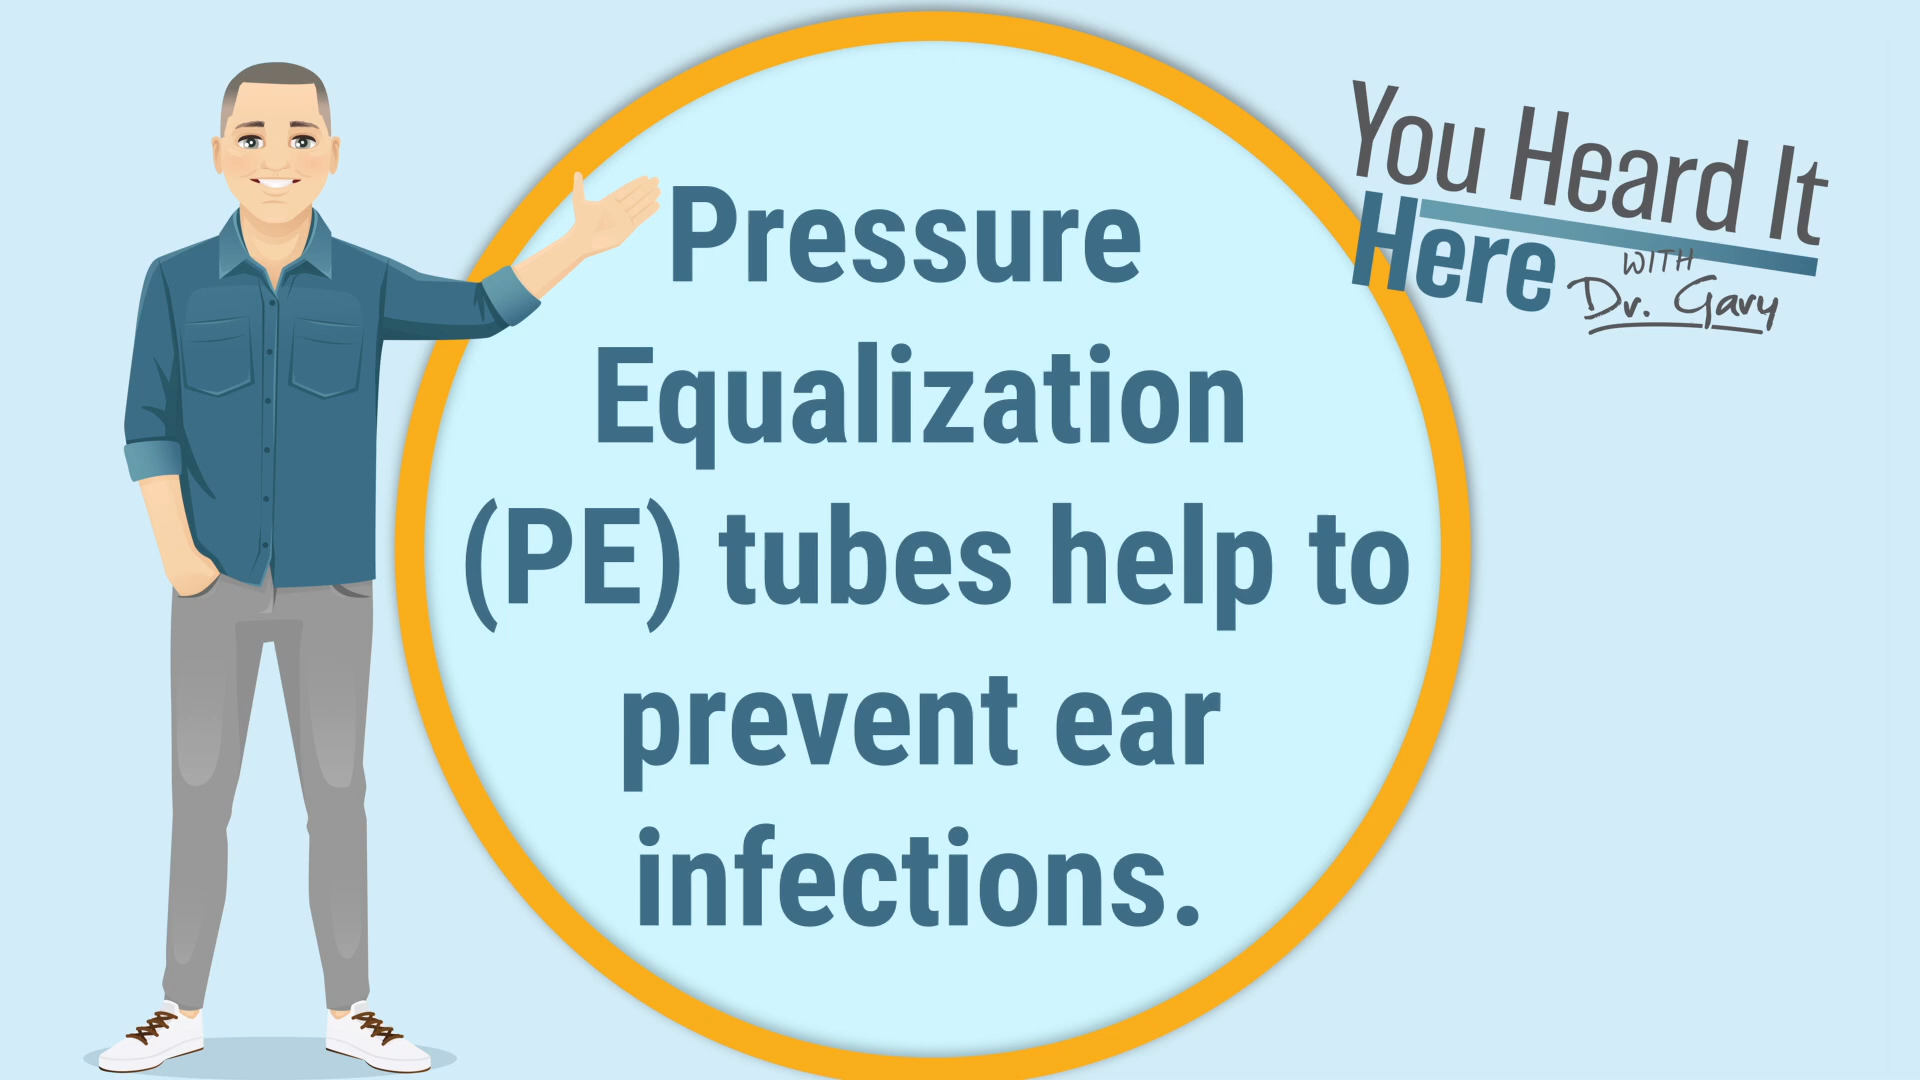 Pressure
Equalization
(PE) tubes help to
prevent ear
infections.
You Heard It
Here
WITH
Dr. Gary